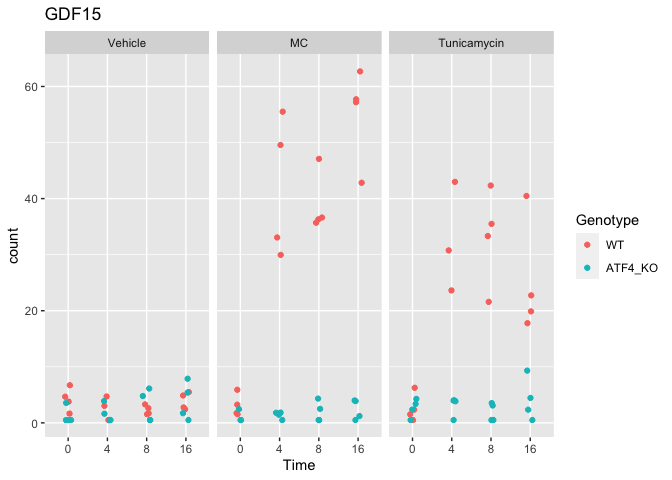 GDF15
Vehicle MC Tunicamycin
60
40
20
0
count
0 4 8 16 0 4 8 16 0 4 8 16
Time
Genotype
WT
ATF4_KO